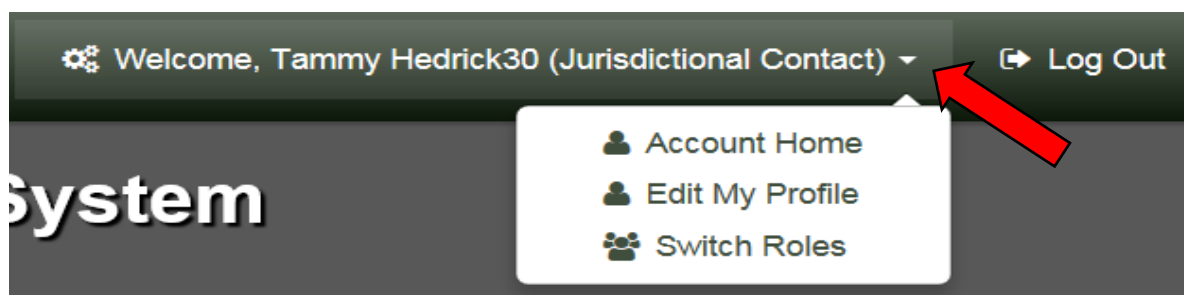 Welcome, Tammy Hedrick30 (Jurisdictional Contact) Log Out
Account Home
System
Edit My Profile
Switch Roles